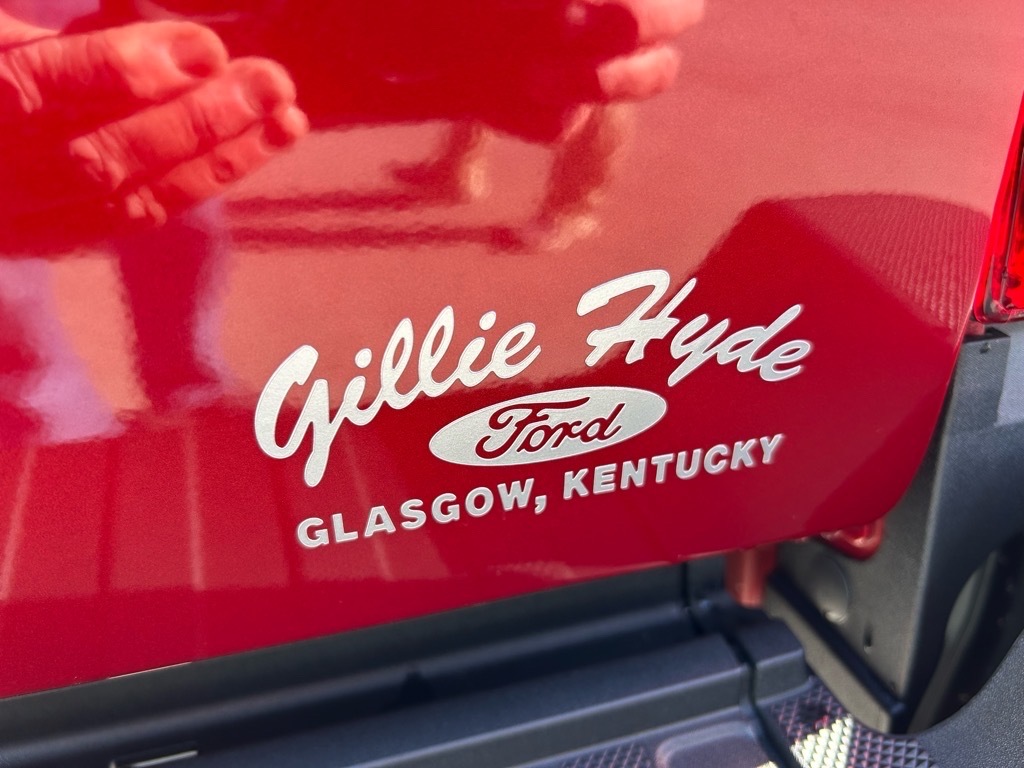 Gillie Hyde
Ford
GLASGOW, KENTUCKY